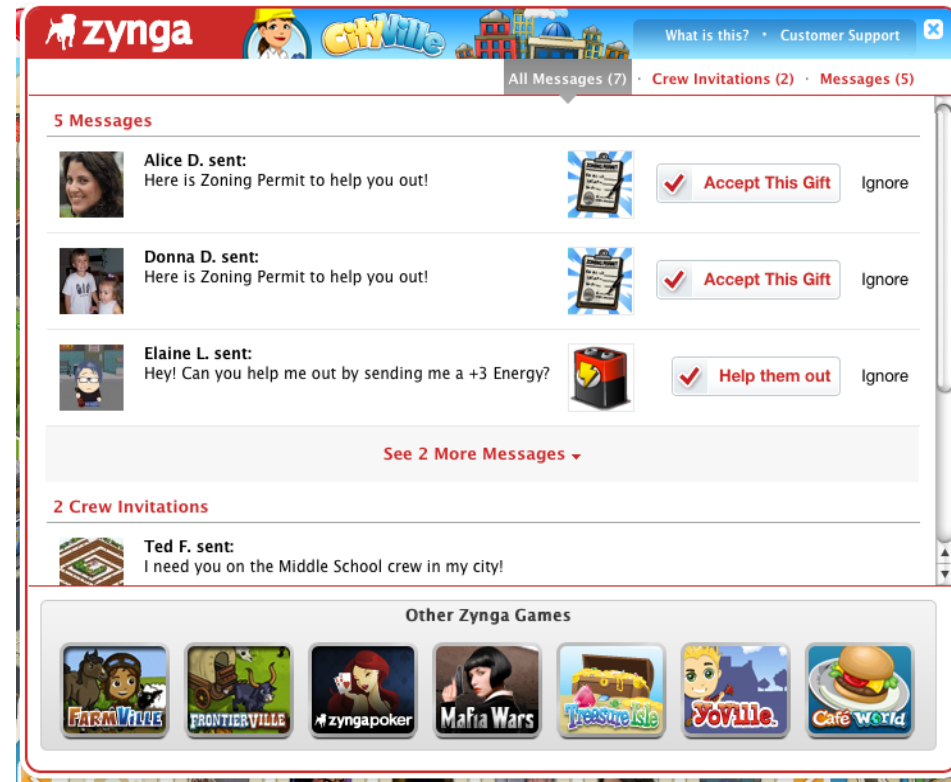 zynga
CityVille
What is this? • Customer Support
All Messages (7) · Crew Invitations (2) · Messages (5)
5 Messages
Alice D. sent:
Here is Zoning Permit to help you out!
ZONING PERMIT
Accept This Gift
Ignore
Donna D. sent:
Here is Zoning Permit to help you out!
ZONING PERMIT
Accept This Gift
Ignore
Elaine L. sent:
Hey! Can you help me out by sending me a +3 Energy?
Help them out
Ignore
See 2 More Messages
2 Crew Invitations
Ted F. sent:
I need you on the Middle School crew in my city!
Other Zynga Games
FARMVILLE
FRONTIERVILLE
zyngapoker
Mafia Wars
Treasure Isle
YoVille.
Café World